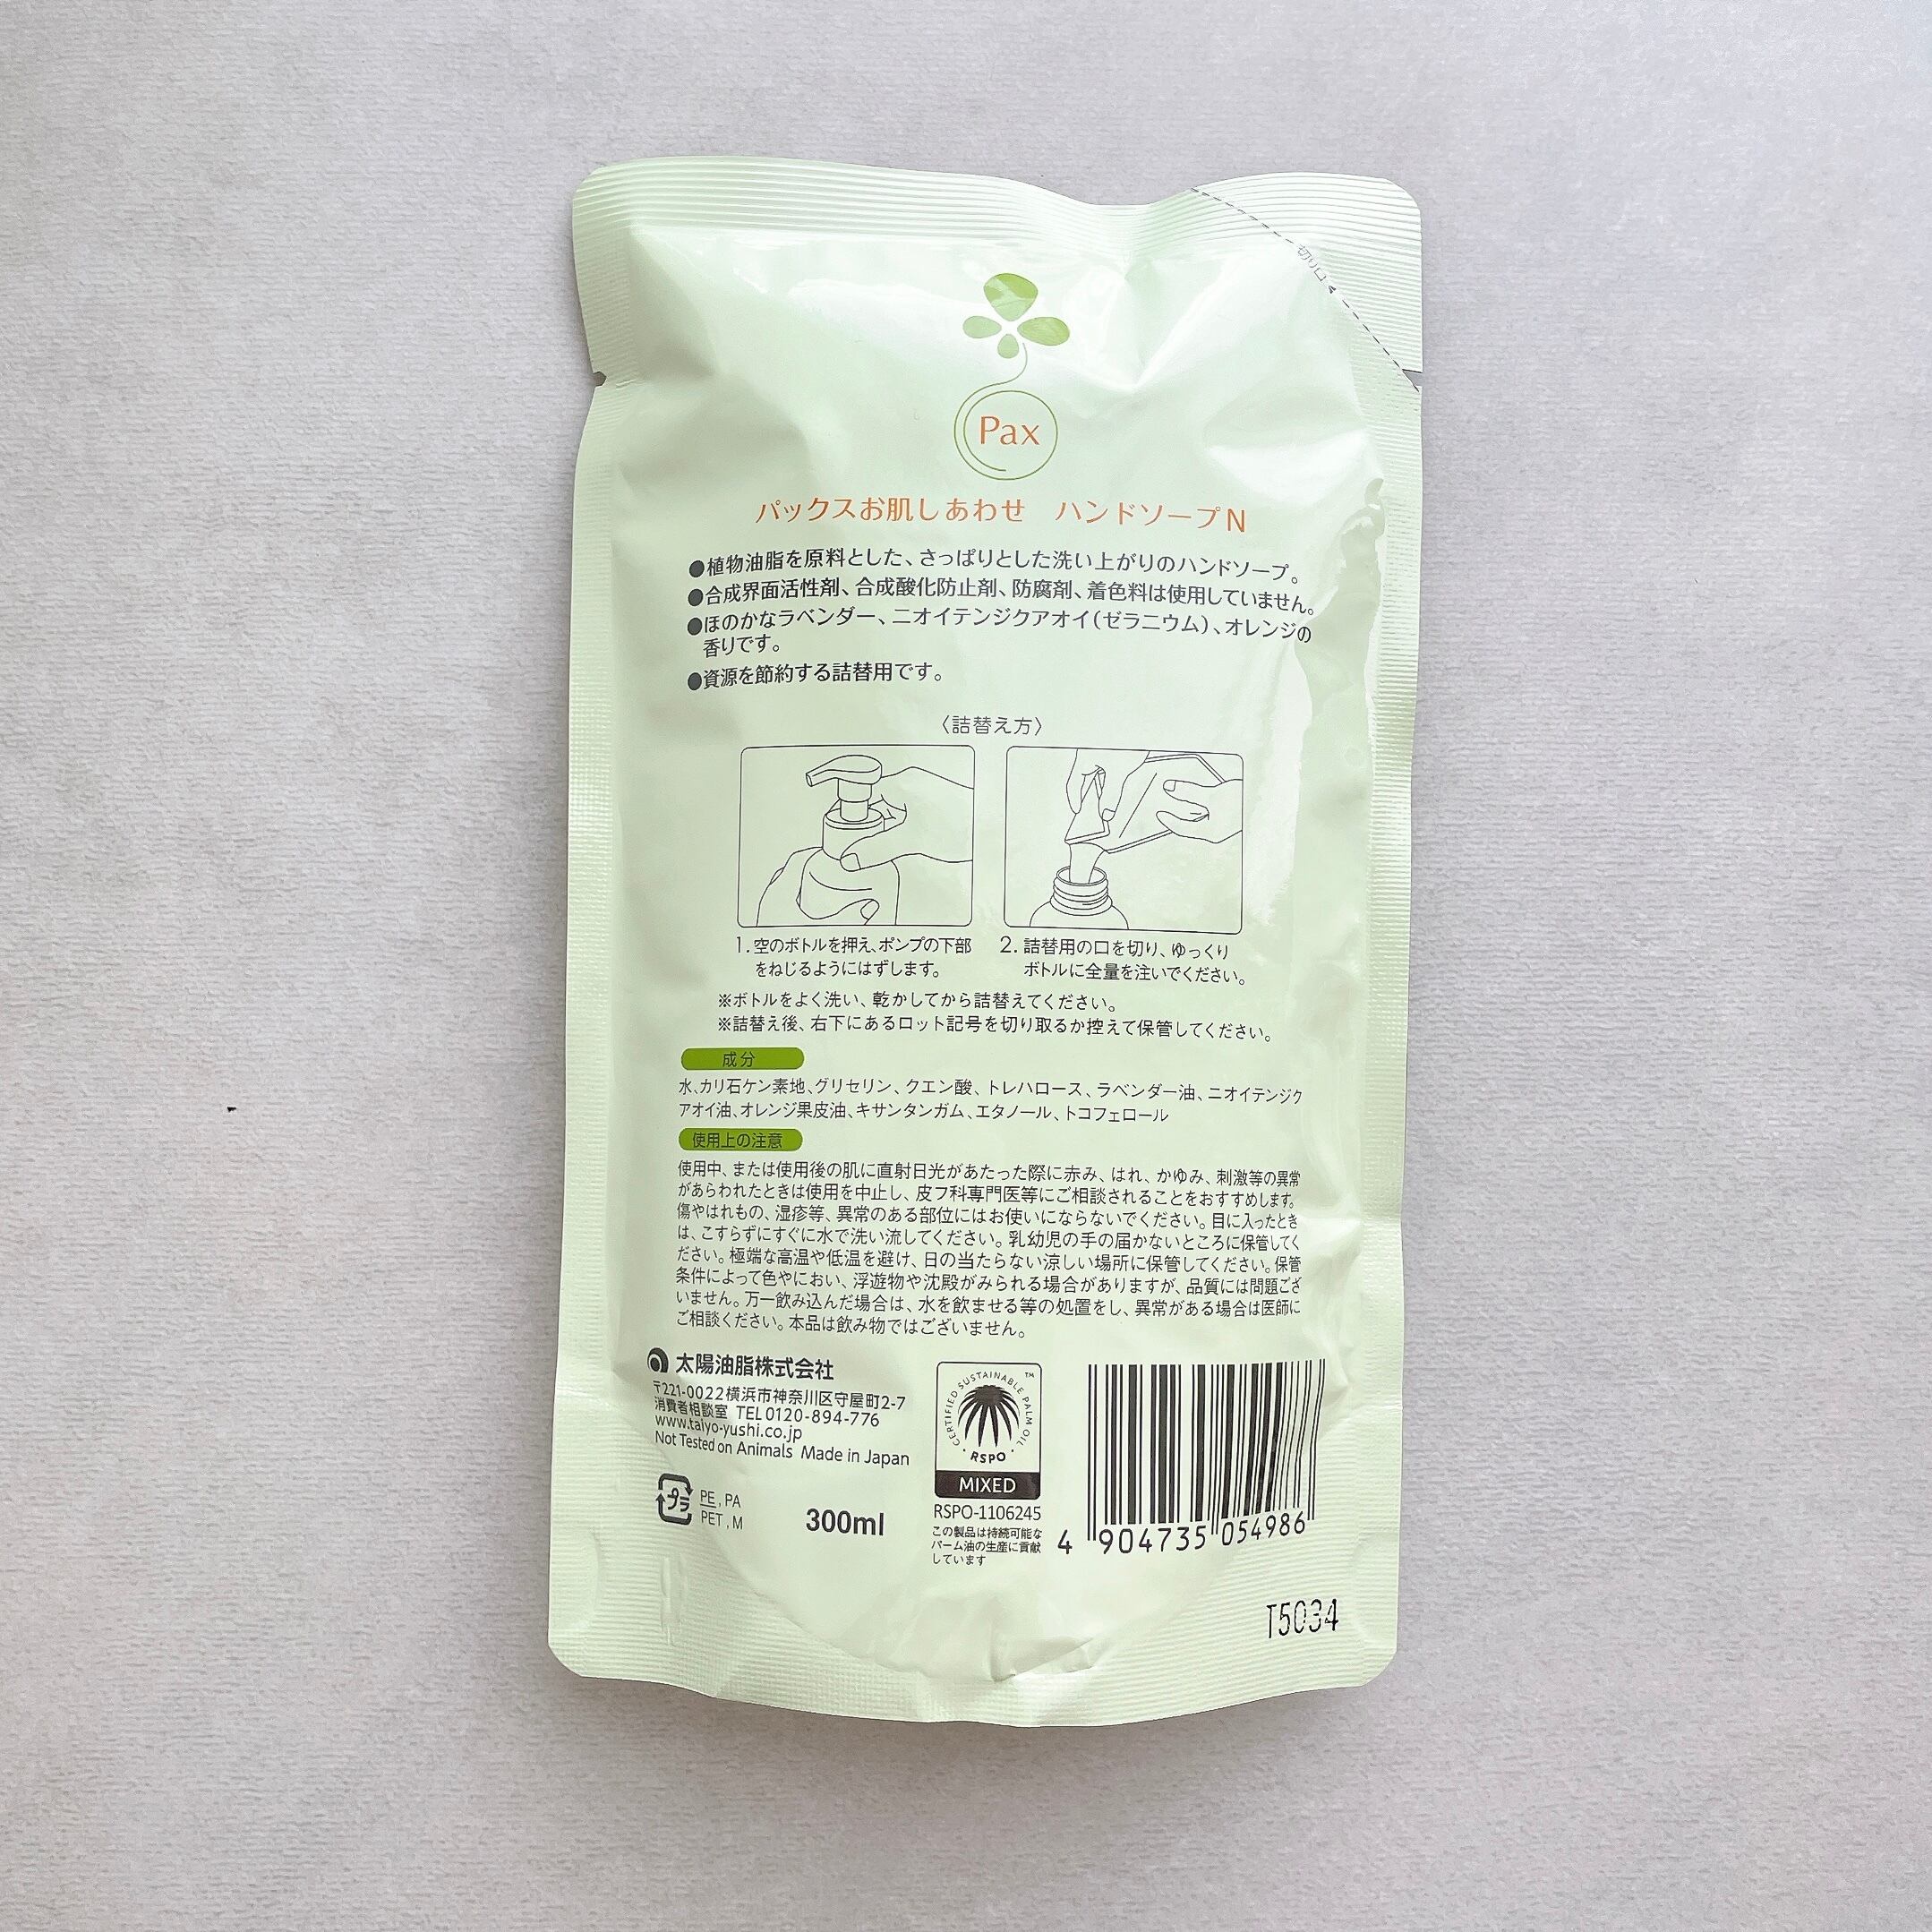 切り口
Pax
パックスお肌しあわせ　ハンドソープN
●植物油脂を原料とした、さっぱりとした洗い上がりのハンドソープ。
●合成界面活性剤、合成酸化防止剤、防腐剤、着色料は使用していません。
●ほのかなラベンダー、ニオイテンジクアオイ(ゼラニウム)、オレンジの
香りです。
●資源を節約する詰替用です。
〈詰替え方〉
1. 空のボトルを押え、ポンプの下部
をねじるようにはずします。
2. 詰替用の口を切り、ゆっくり
ボトルに全量を注いでください。
※ボトルをよく洗い、乾かしてから詰替えてください。
※詰替え後、右下にあるロット記号を切り取るか控えて保管してください。
成分
水、カリ石ケン素地、グリセリン、クエン酸、トレハロース、ラベンダー油、ニオイテンジク
アオイ油、オレンジ果皮油、キサンタンガム、エタノール、トコフェロール
使用上の注意
使用中、または使用後の肌に直射日光があたった際に赤み、はれ、かゆみ、刺激等の異常
があらわれたときは使用を中止し、皮フ科専門医等にご相談されることをおすすめします。
傷やはれもの、湿疹等、異常のある部位にはお使いにならないでください。目に入ったとき
は、こすらずにすぐに水で洗い流してください。乳幼児の手の届かないところに保管してく
ださい。極端な高温や低温を避け、日の当たらない涼しい場所に保管してください。保管
条件によって色やにおい、浮遊物や沈殿がみられる場合がありますが、品質には問題ござ
いません。万一飲み込んだ場合は、水を飲ませる等の処置をし、異常がある場合は医師に
ご相談ください。本品は飲み物ではございません。
太陽油脂株式会社
〒221-0022横浜市神奈川区守屋町2-7
消費者相談室 TEL0120-894-776
www.taiyo-yushi.co.jp
Not Tested on Animals Made in Japan
プラ
PE, PA
PET, M
300ml
CERTIFIED SUSTAINABLE PALM OIL
TM
RSPO
MIXED
RSPO-1106245
この製品は持続可能な
パーム油の生産に貢献
しています
4 904735 054986
T5034